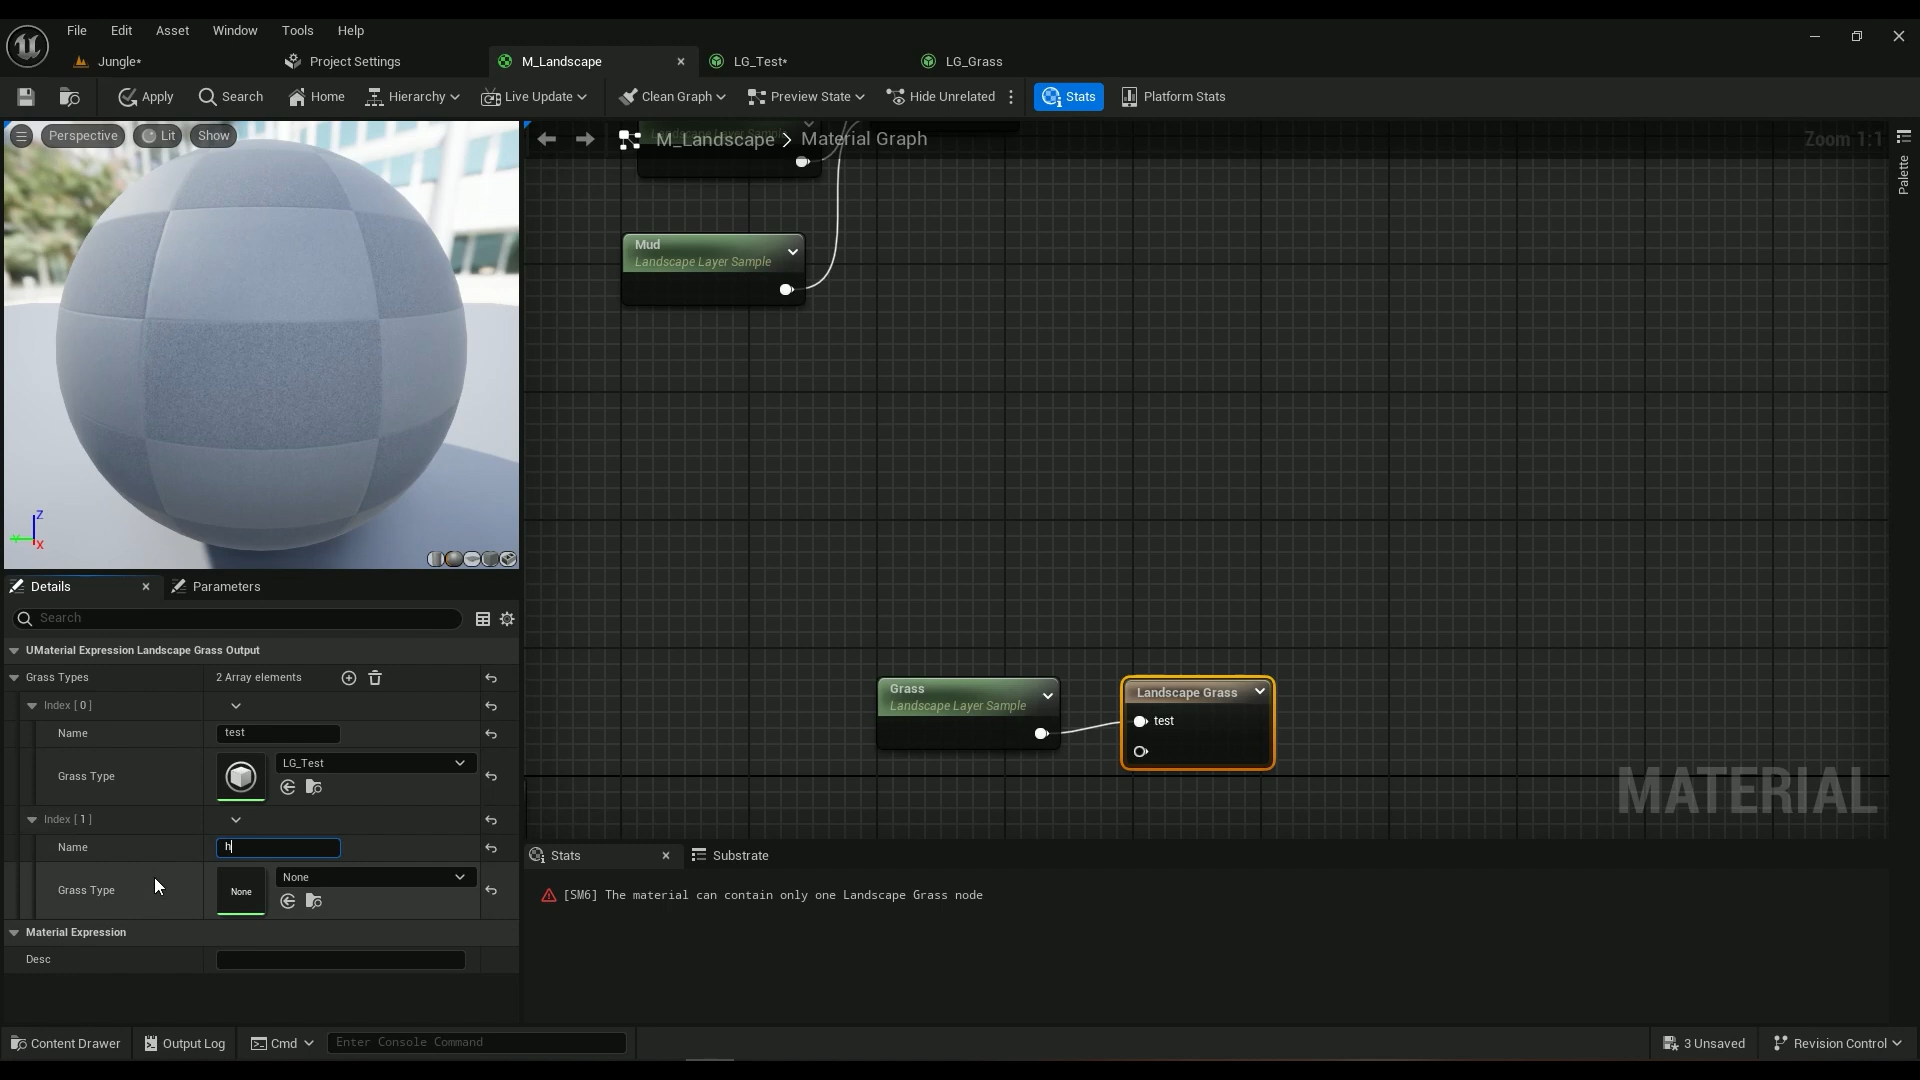 File Edit Asset Window Tools Help
Jungle* Project Settings M_Landscape LG_Test* LG_Grass
Apply Search Home Hierarchy Live Update Clean Graph Preview State Hide Unrelated Stats Platform Stats
Perspective Lit Show
M_Landscape > Material Graph
Zoom 1:1
Palette
Landscape Layer Sample
Mud
Landscape Layer Sample
Z
Y
X
Details Parameters
Search
UMaterial Expression Landscape Grass Output
Grass Types 2 Array elements
Index [ 0 ]
Name test
Grass Type LG_Test
Index [ 1 ]
Name h
Grass Type None None
Material Expression
Desc
Grass
Landscape Layer Sample
Landscape Grass
test
MATERIAL
Stats Substrate
[SM6] The material can contain only one Landscape Grass node
Content Drawer Output Log Cmd Enter Console Command 3 Unsaved Revision Control